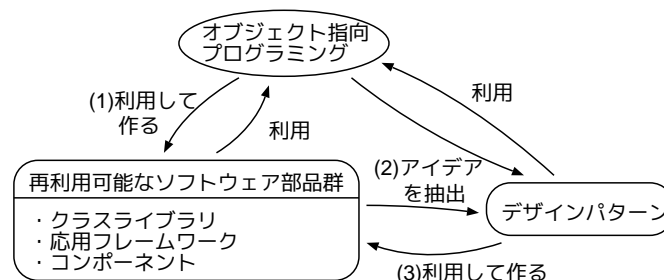 オブジェクト指向
プログラミング
(1)利用して
作る
利用
利用
再利用可能なソフトウェア部品群
・クラスライブラリ
・応用フレームワーク
・コンポーネント
(2)アイデア
を抽出
デザインパターン
(3)利用して作る